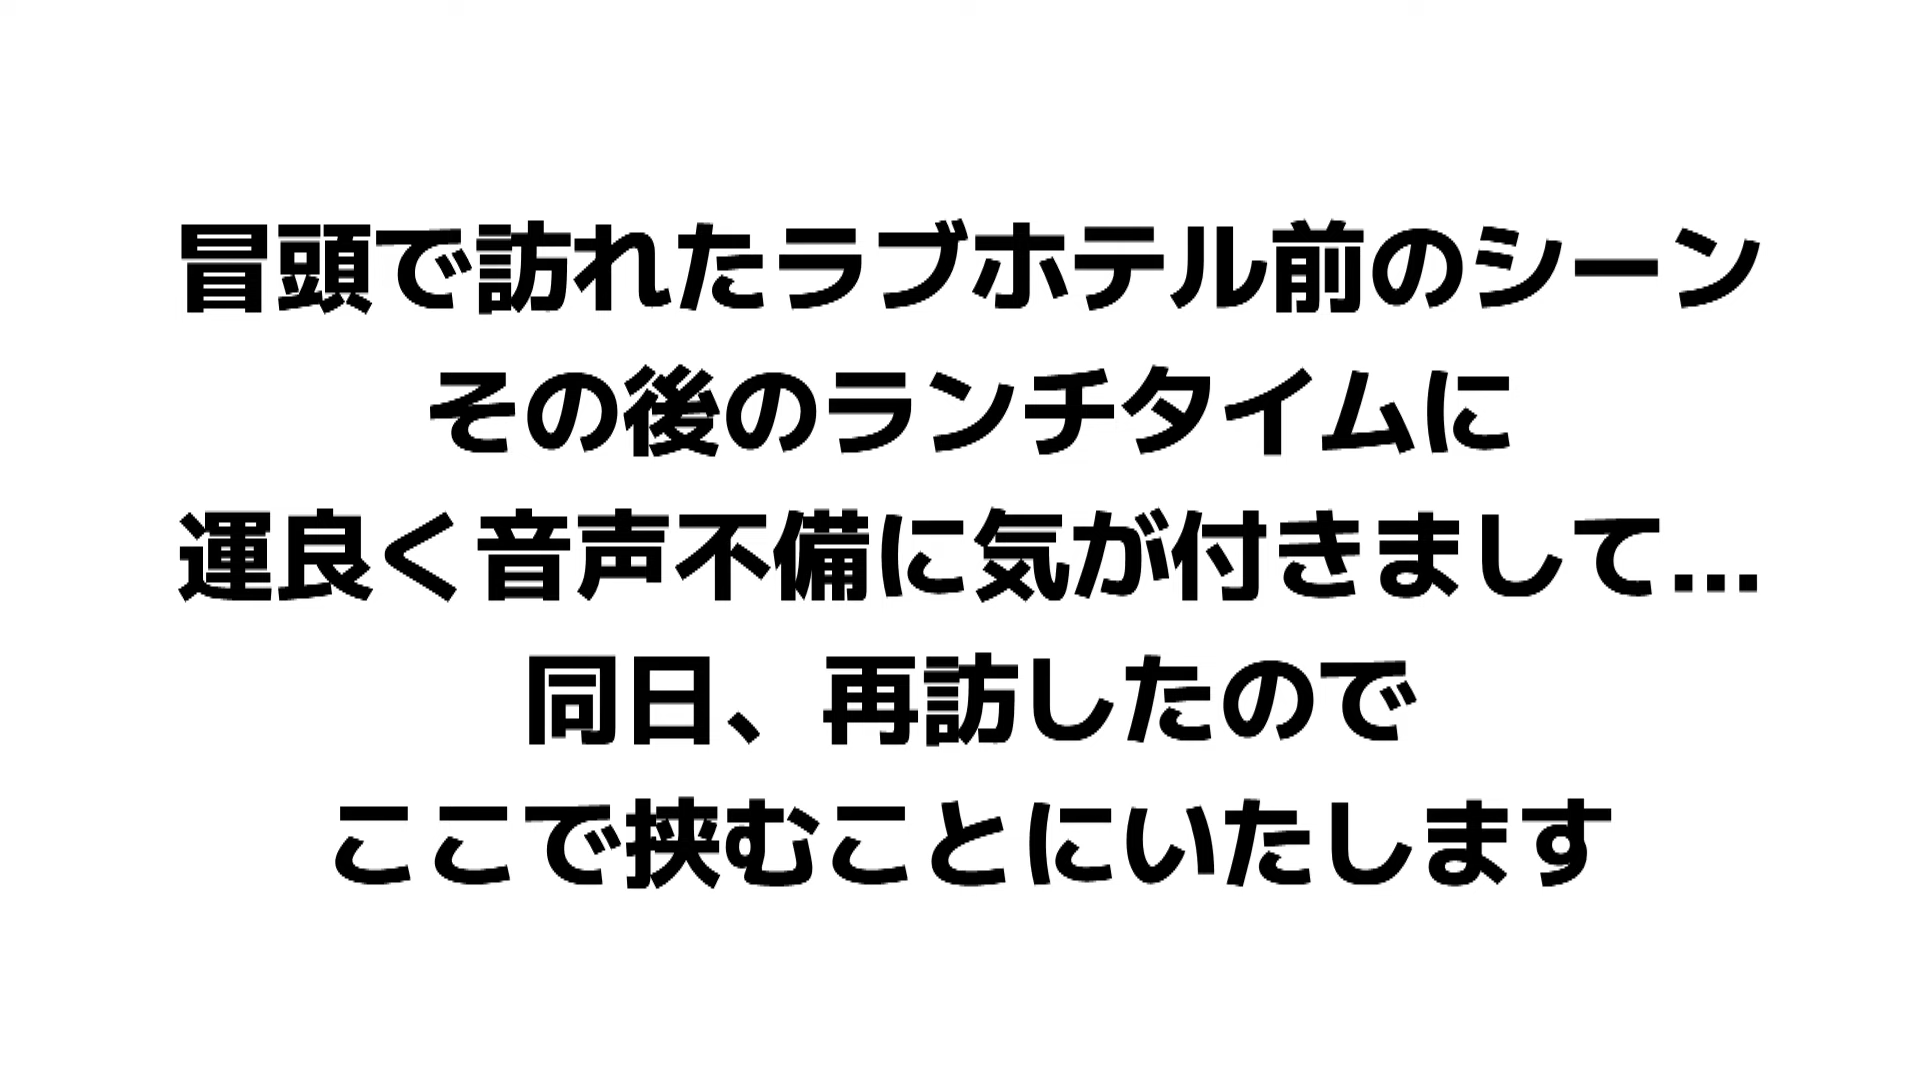 冒頭で訪れたラブホテル前のシーン
その後のランチタイムに
運良く音声不備に気が付きまして...
同日、再訪したので
ここで挟むことにいたします